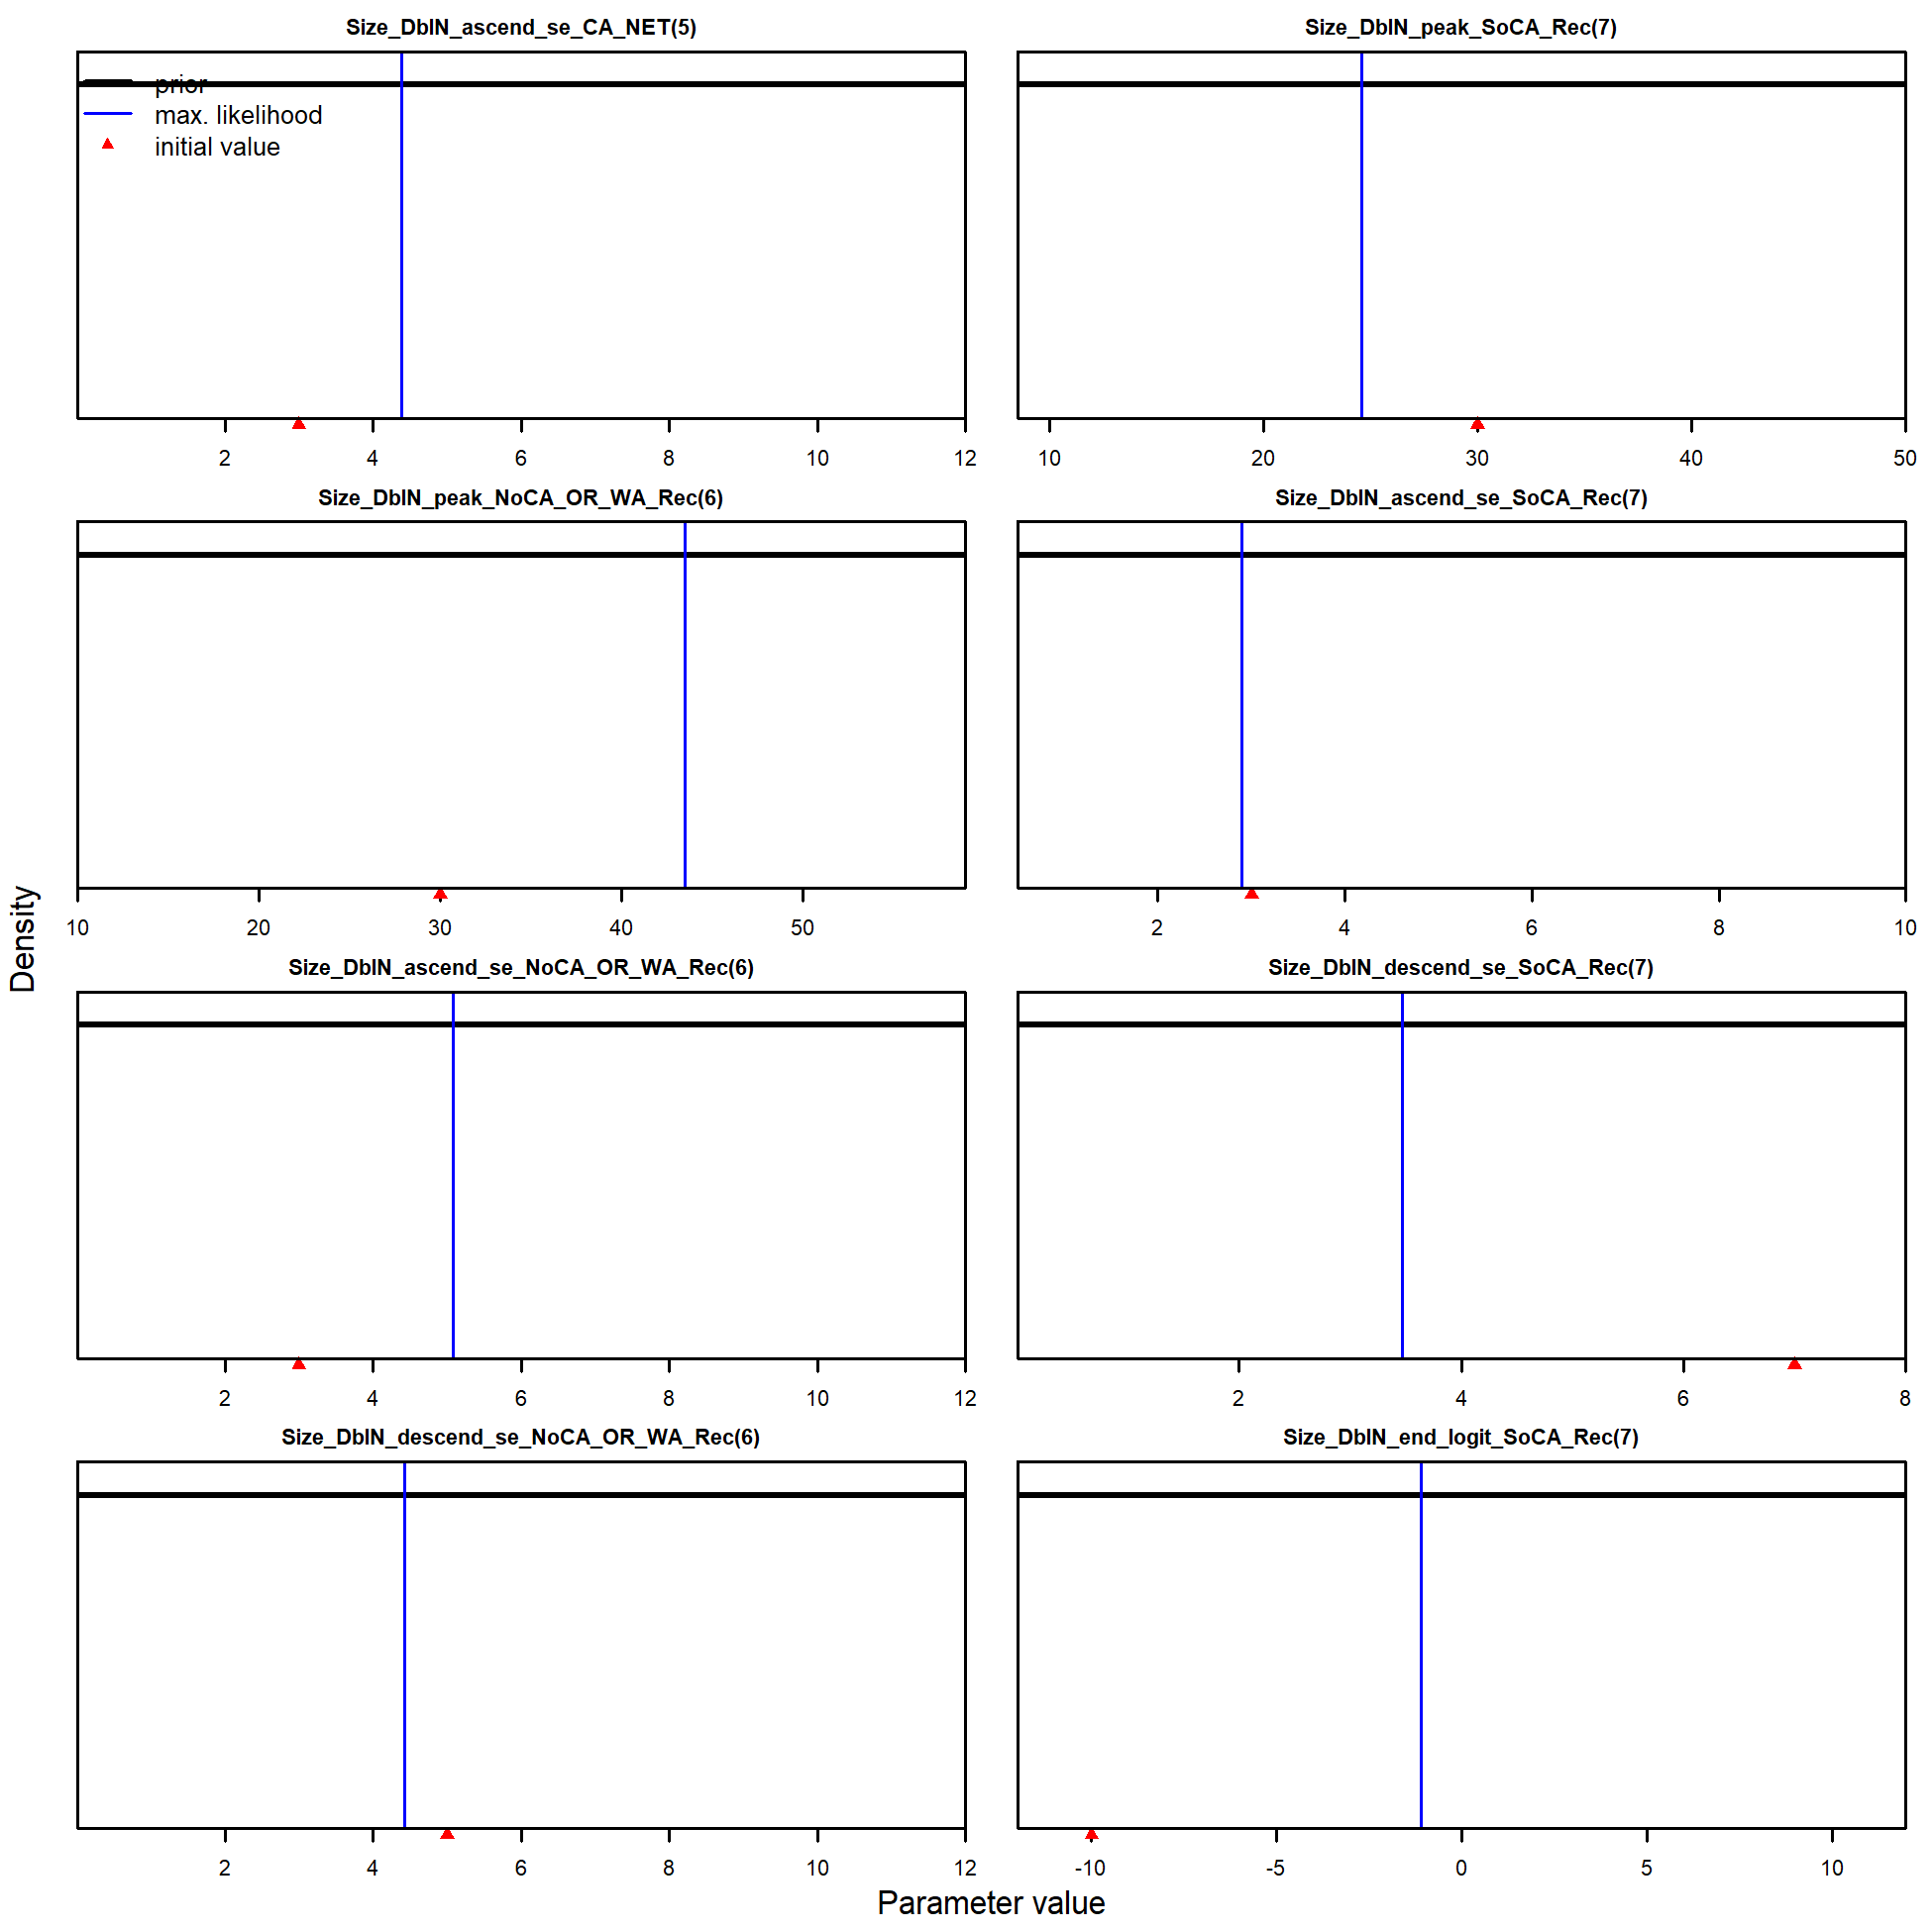 Size_DblN_ascend_se_CA_NET(5)
prior
max. likelihood
initial value
2 4 6 8 10 12
Size_DblN_peak_SoCA_Rec(7)
10 20 30 40 50
Size_DblN_peak_NoCA_OR_WA_Rec(6)
10 20 30 40 50
Size_DblN_ascend_se_SoCA_Rec(7)
2 4 6 8 10
Size_DblN_ascend_se_NoCA_OR_WA_Rec(6)
2 4 6 8 10 12
Size_DblN_descend_se_SoCA_Rec(7)
2 4 6 8
Size_DblN_descend_se_NoCA_OR_WA_Rec(6)
2 4 6 8 10 12
Size_DblN_end_logit_SoCA_Rec(7)
-10 -5 0 5 10
Density
Parameter value